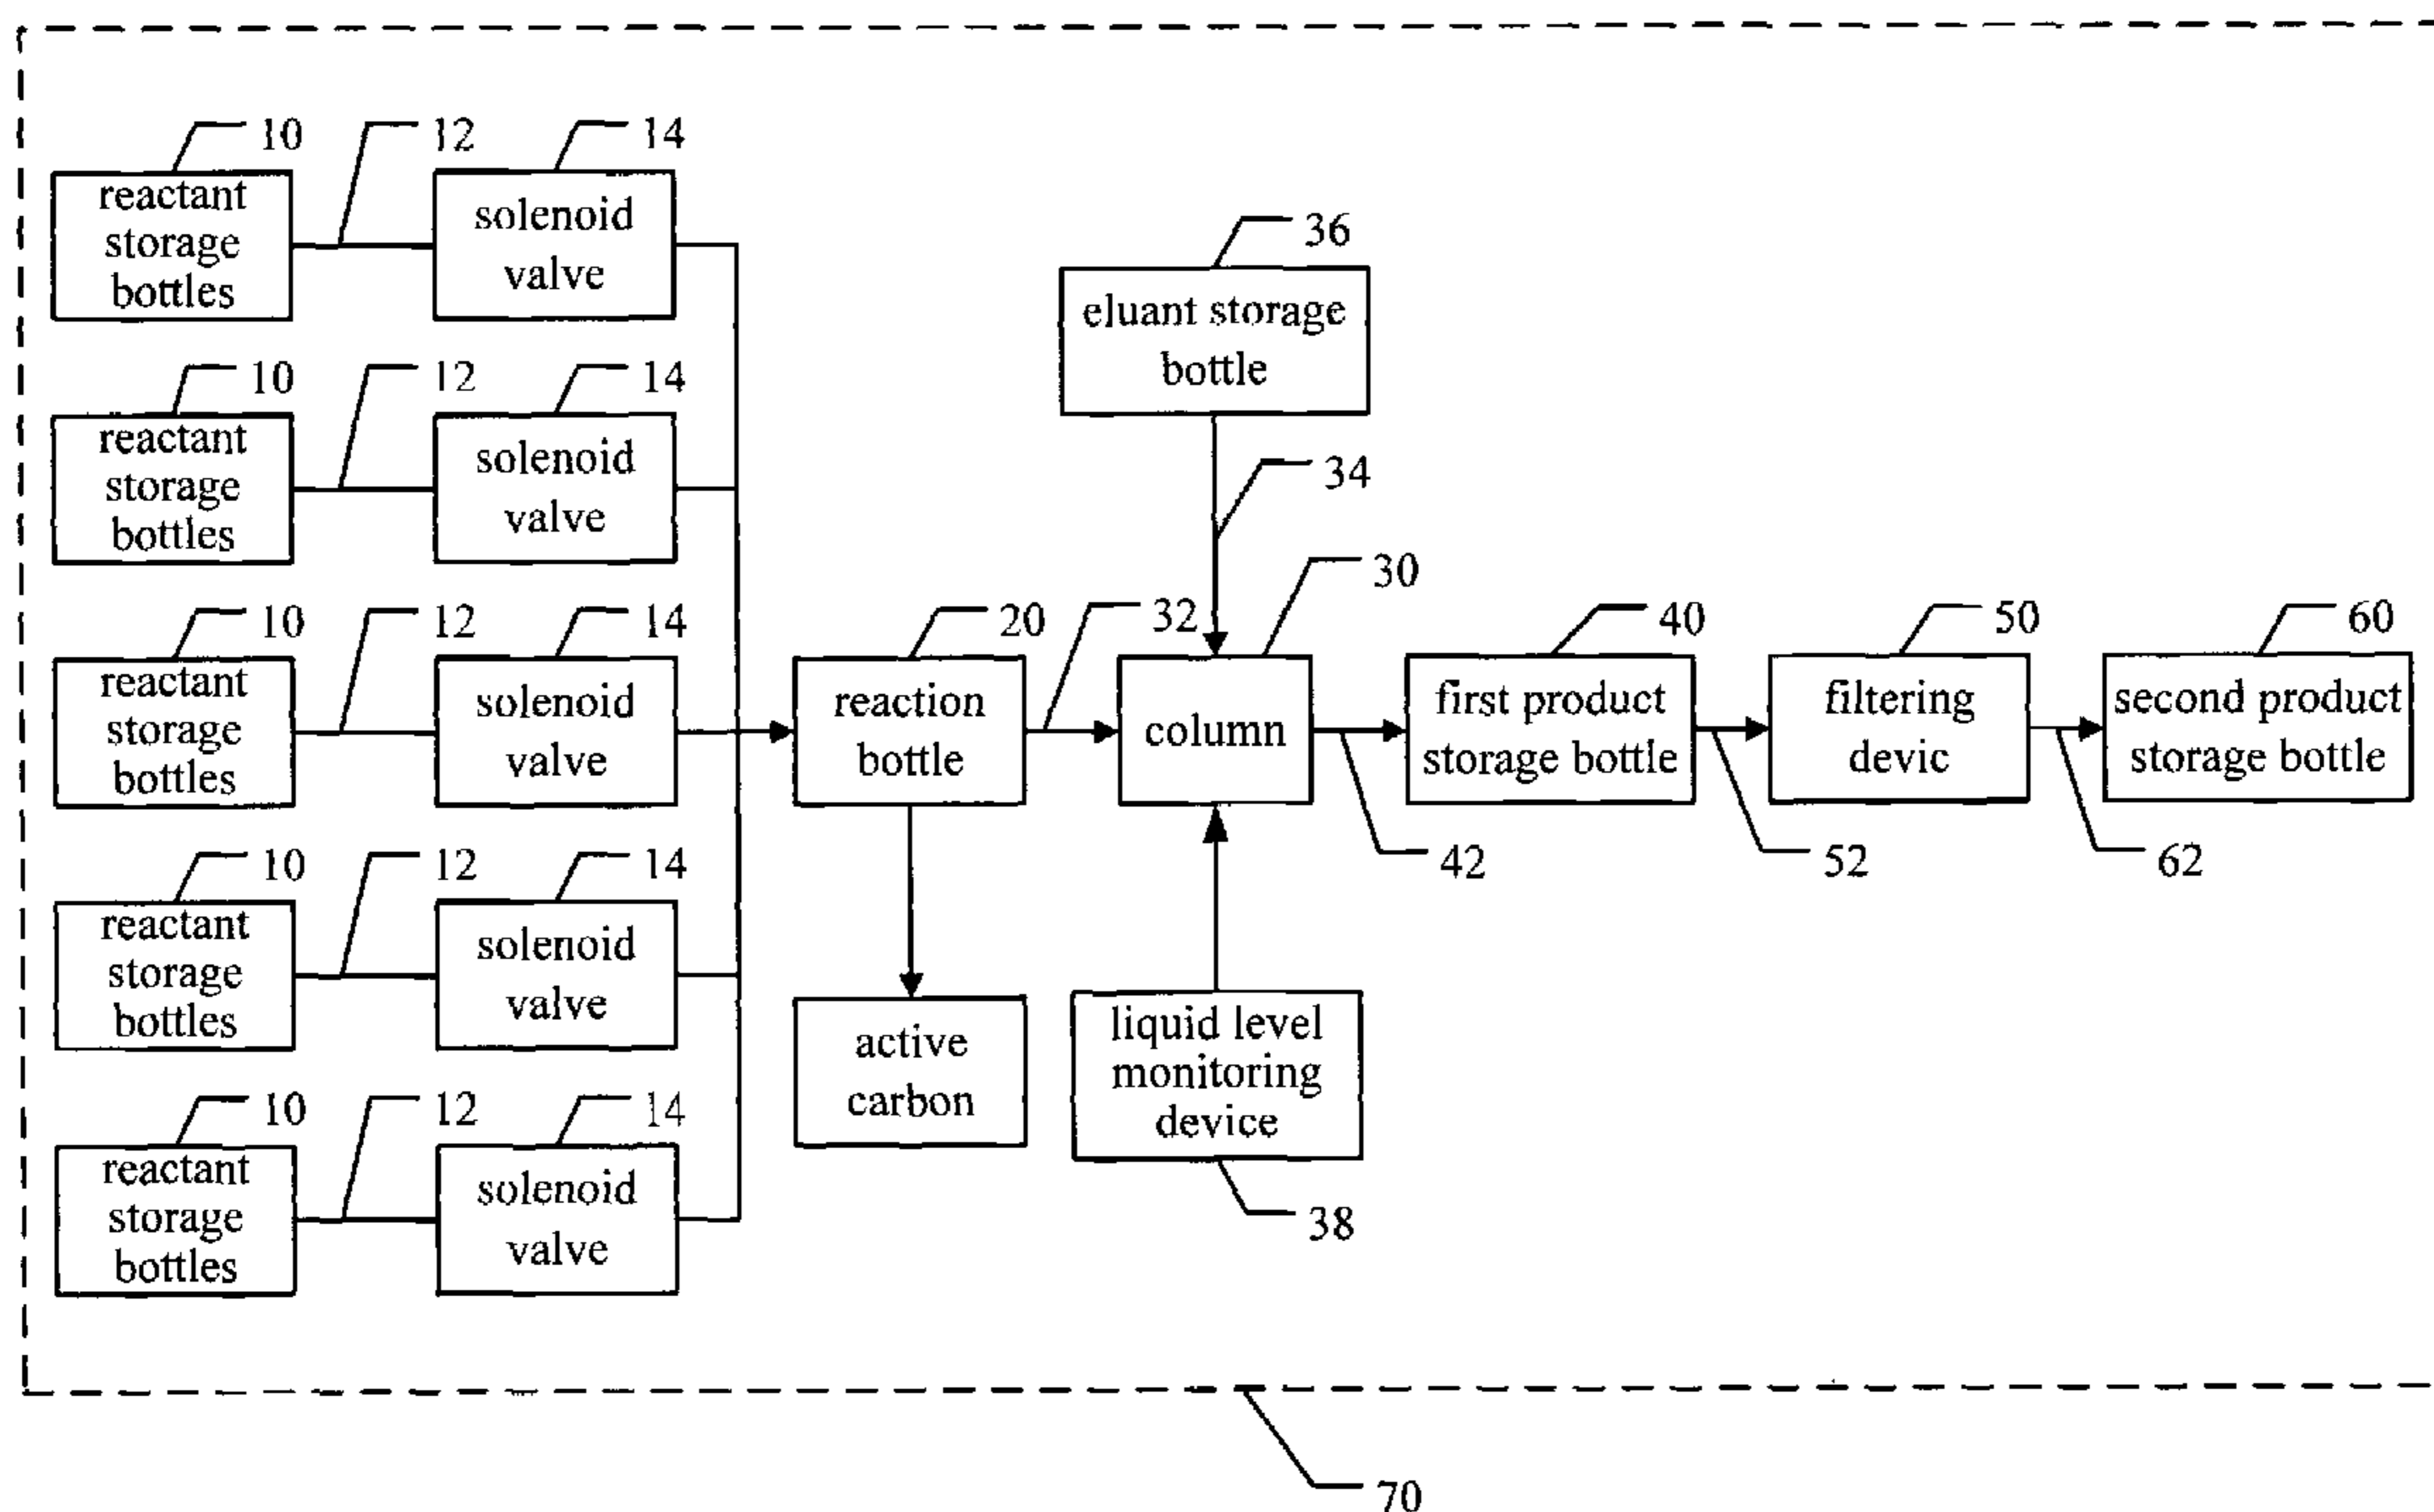 10
12
14
reactant
storage
bottles
solenoid
valve
10
12
14
reactant
storage
bottles
solenoid
valve
10
12
14
reactant
storage
bottles
solenoid
valve
10
12
14
reactant
storage
bottles
solenoid
valve
10
12
14
reactant
storage
bottles
solenoid
valve
20
reaction
bottle
active
carbon
32
36
eluant storage
bottle
34
30
column
liquid level
monitoring
device
38
42
40
first product
storage bottle
52
50
filtering
devic
62
60
second product
storage bottle
70